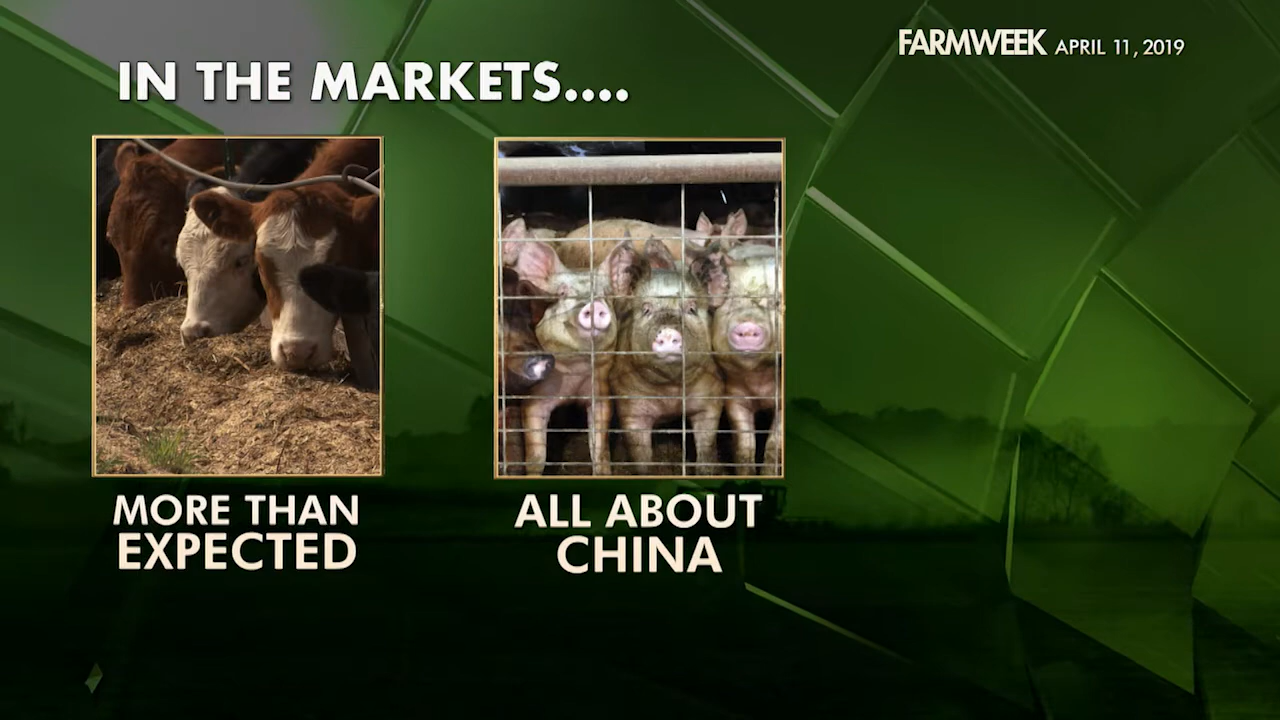 FARMWEEK APRIL 11, 2019
IN THE MARKETS....
MORE THAN
EXPECTED
ALL ABOUT
CHINA